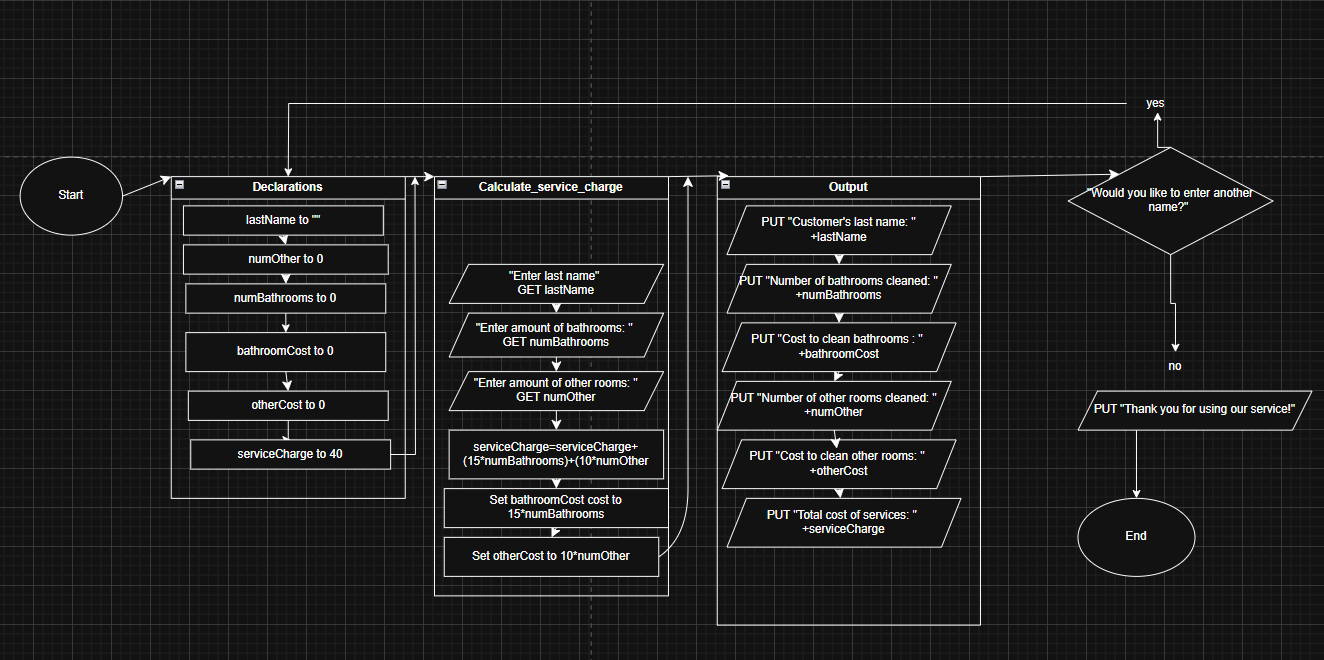 yes
Start
Declarations
lastName to ""
numOther to 0
numBathrooms to 0
bathroomCost to 0
otherCost to 0
serviceCharge to 40
Calculate_service_charge
"Enter last name"
GET lastName
"Enter amount of bathrooms: "
GET numBathrooms
"Enter amount of other rooms: "
GET numOther
serviceCharge=serviceCharge+
(15*numBathrooms)+(10*numOther
Set bathroomCost cost to
15*numBathrooms
Set otherCost to 10*numOther
Output
PUT "Customer's last name: "
+lastName
PUT "Number of bathrooms cleaned: "
+numBathrooms
PUT "Cost to clean bathrooms : "
+bathroomCost
PUT "Number of other rooms cleaned: "
+numOther
PUT "Cost to clean other rooms: "
+otherCost
PUT "Total cost of services: "
+serviceCharge
"Would you like to enter another
name?"
no
PUT "Thank you for using our service!"
End